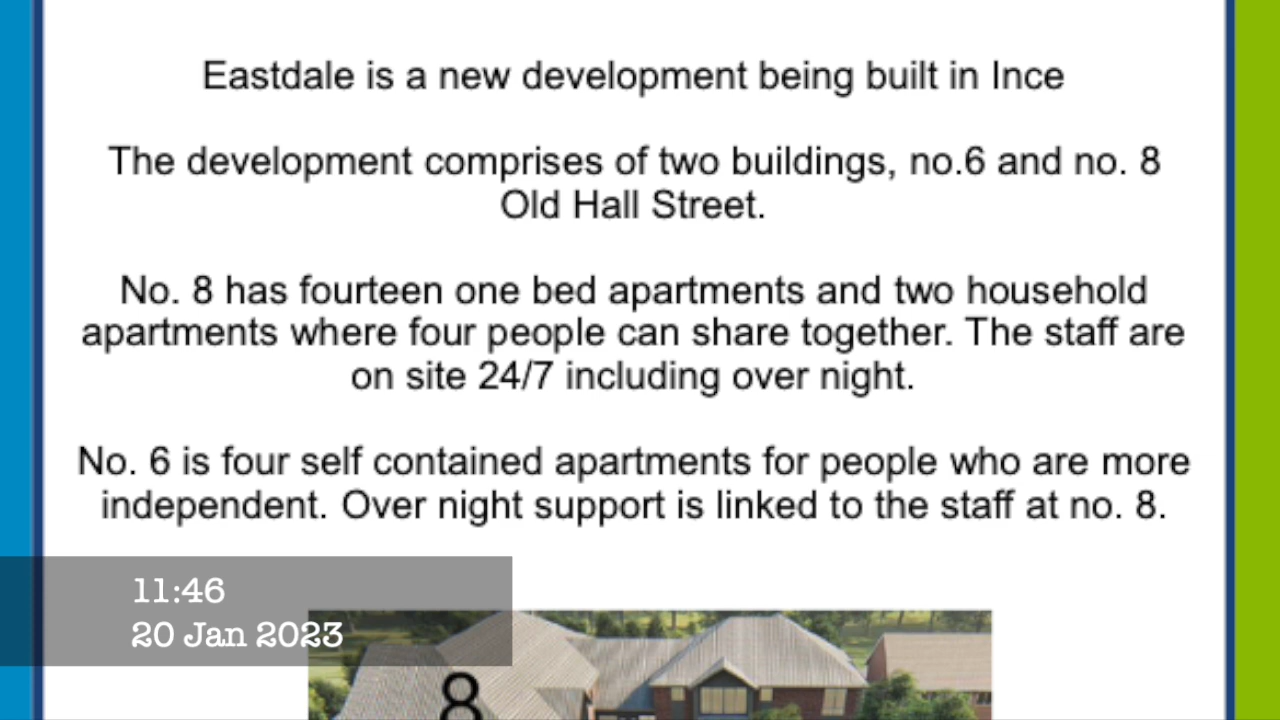 Eastdale is a new development being built in Ince
The development comprises of two buildings, no.6 and no. 8
Old Hall Street.
No. 8 has fourteen one bed apartments and two household
apartments where four people can share together. The staff are
on site 24/7 including over night.
No. 6 is four self contained apartments for people who are more
independent. Over night support is linked to the staff at no. 8.
11:46
20 Jan 2023
8